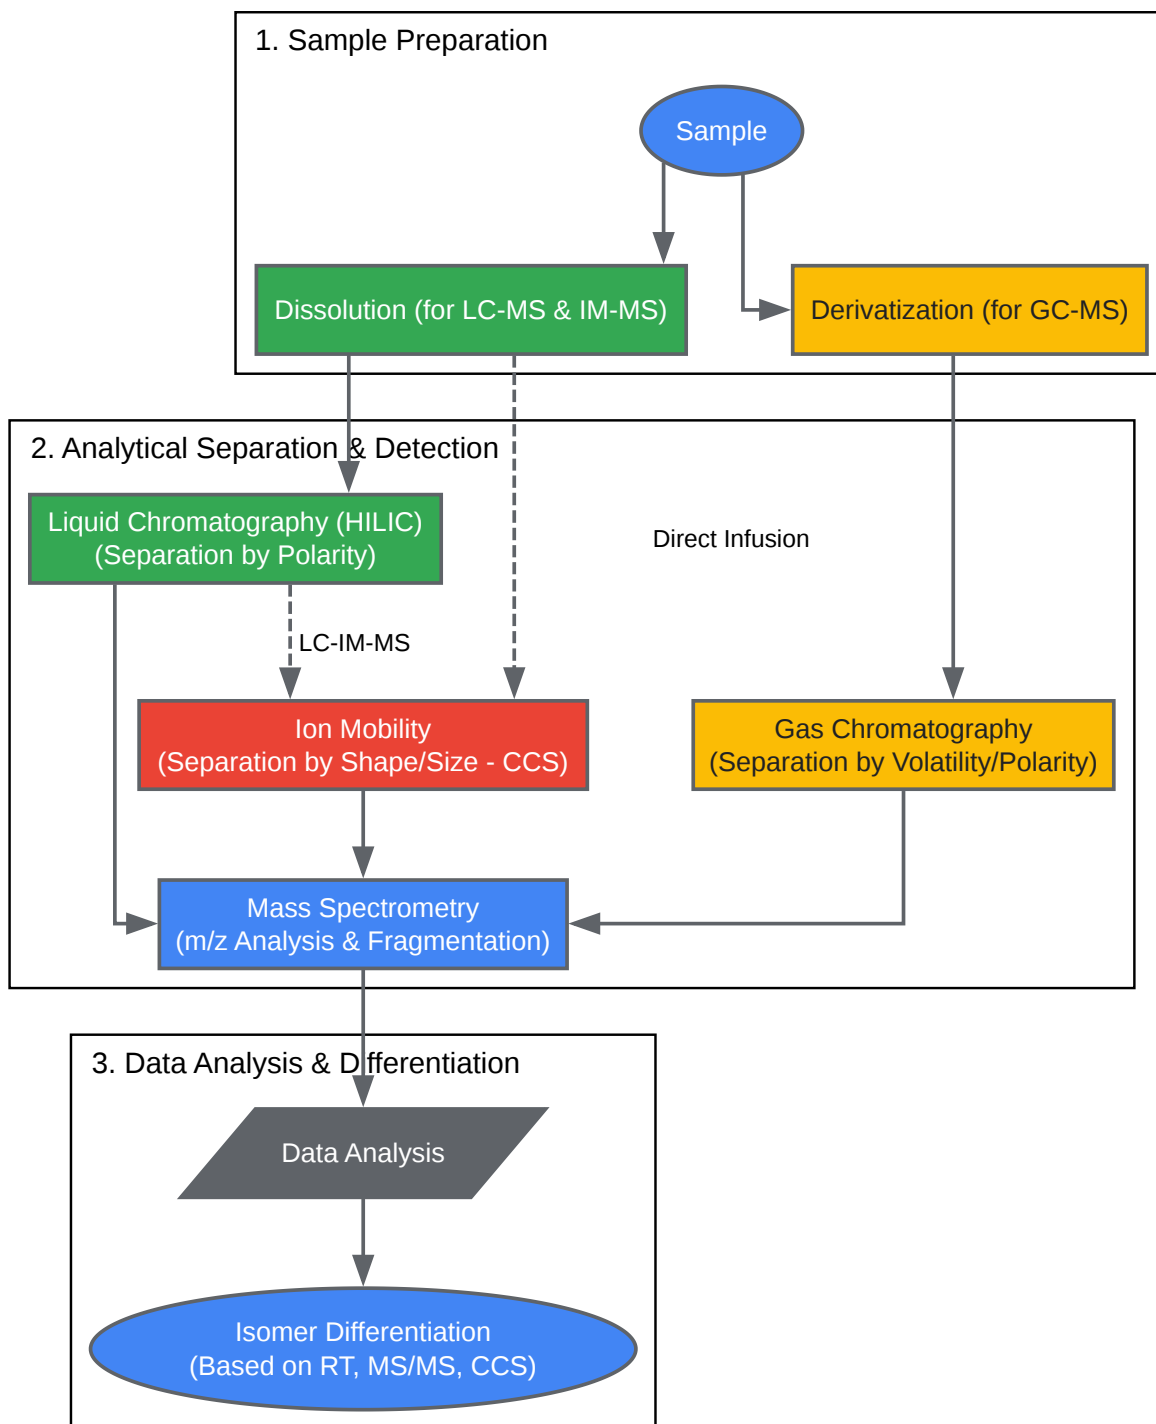 1. Sample Preparation
Sample
Dissolution (for LC-MS & IM-MS)
Derivatization (for GC-MS)
2. Analytical Separation & Detection
Liquid Chromatography (HILIC)
(Separation by Polarity)
Direct Infusion
LC-IM-MS
Ion Mobility
(Separation by Shape/Size - CCS)
Gas Chromatography
(Separation by Volatility/Polarity)
Mass Spectrometry
(m/z Analysis & Fragmentation)
3. Data Analysis & Differentiation
Data Analysis
Isomer Differentiation
(Based on RT, MS/MS, CCS)